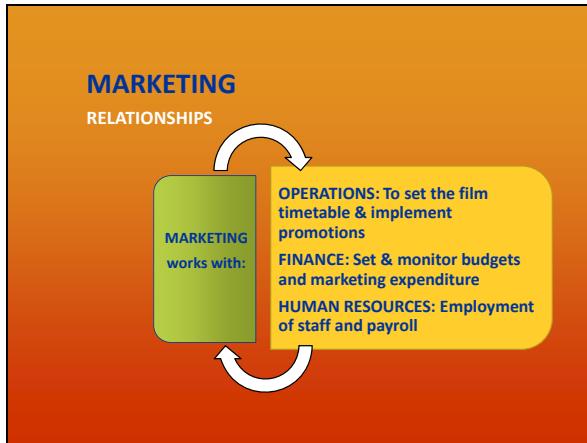 MARKETING
RELATIONSHIPS
MARKETING
works with:
OPERATIONS: To set the film
timetable & implement
promotions
FINANCE: Set & monitor budgets
and marketing expenditure
HUMAN RESOURCES: Employment
of staff and payroll